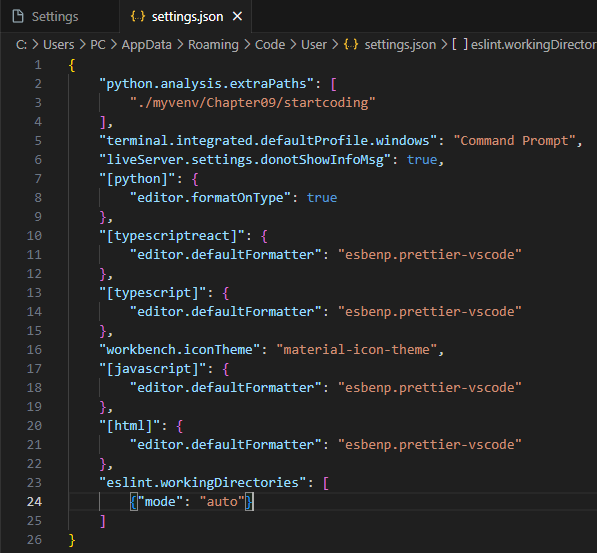 Settings
{..} settings.json ×
C: > Users > PC > AppData > Roaming > Code > User > {..} settings.json > [ ] eslint.workingDirector
1 {
2     "python.analysis.extraPaths": [
3         "./myvenv/Chapter09/startcoding"
4     ],
5     "terminal.integrated.defaultProfile.windows": "Command Prompt",
6     "liveServer.settings.donotShowInfoMsg": true,
7     "[python]": {
8         "editor.formatOnType": true
9     },
10     "[typescriptreact]": {
11         "editor.defaultFormatter": "esbenp.prettier-vscode"
12     },
13     "[typescript]": {
14         "editor.defaultFormatter": "esbenp.prettier-vscode"
15     },
16     "workbench.iconTheme": "material-icon-theme",
17     "[javascript]": {
18         "editor.defaultFormatter": "esbenp.prettier-vscode"
19     },
20     "[html]": {
21         "editor.defaultFormatter": "esbenp.prettier-vscode"
22     },
23     "eslint.workingDirectories": [
24         {"mode": "auto"}
25     ]
26 }